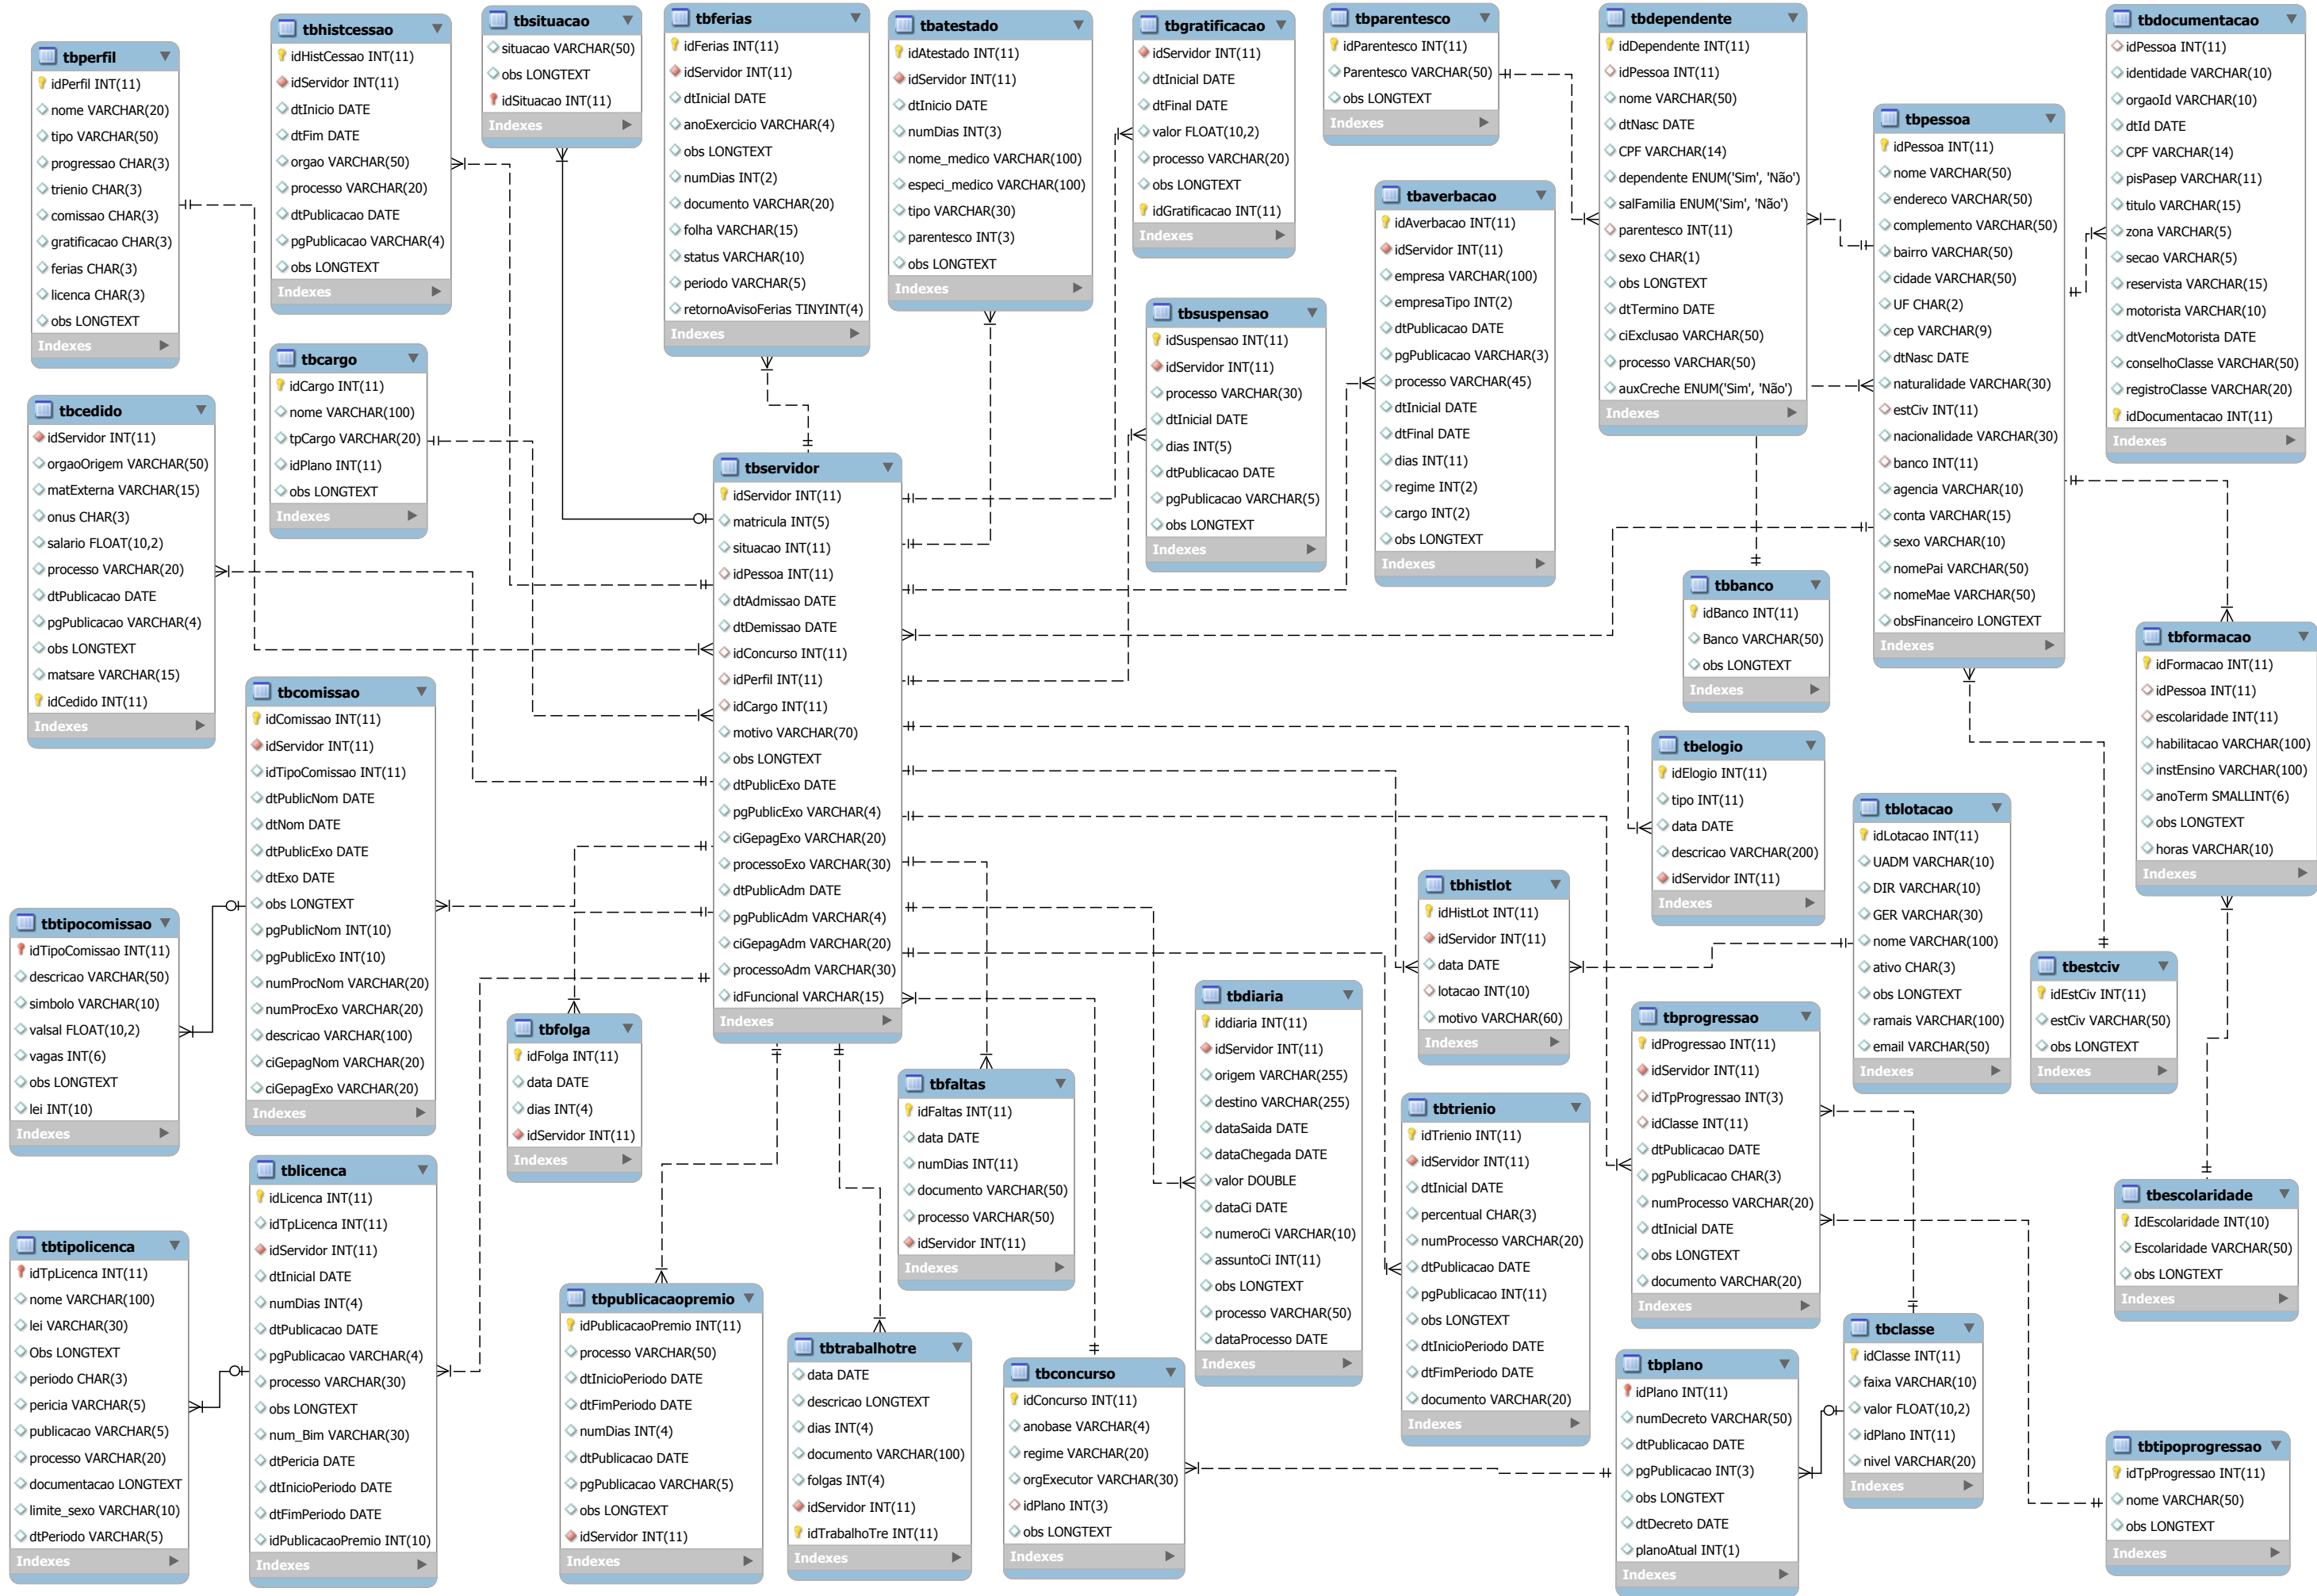 tbperfil
idPerfil INT(11)
nome VARCHAR(20)
tipo VARCHAR(50)
progressao CHAR(3)
trienio CHAR(3)
comissao CHAR(3)
gratificacao CHAR(3)
ferias CHAR(3)
licenca CHAR(3)
obs LONGTEXT
Indexes
tbhistcessao
idHistCessao INT(11)
idServidor INT(11)
dtInicio DATE
dtFim DATE
orgao VARCHAR(50)
processo VARCHAR(20)
dtPublicacao DATE
pgPublicacao VARCHAR(4)
obs LONGTEXT
Indexes
tbsituacao
situacao VARCHAR(50)
obs LONGTEXT
idSituacao INT(11)
Indexes
tbferias
idFerias INT(11)
idServidor INT(11)
dtInicial DATE
anoExercicio VARCHAR(4)
obs LONGTEXT
numDias INT(2)
documento VARCHAR(20)
folha VARCHAR(15)
status VARCHAR(10)
periodo VARCHAR(5)
retornoAvisoFerias TINYINT(4)
Indexes
tbatestado
idAtestado INT(11)
idServidor INT(11)
dtInicio DATE
numDias INT(3)
nome_medico VARCHAR(100)
especi_medico VARCHAR(100)
tipo VARCHAR(30)
parentesco INT(3)
obs LONGTEXT
Indexes
tbgratificacao
idServidor INT(11)
dtInicial DATE
dtFinal DATE
valor FLOAT(10,2)
processo VARCHAR(20)
obs LONGTEXT
idGratificacao INT(11)
Indexes
tbparentesco
idParentesco INT(11)
Parentesco VARCHAR(50)
obs LONGTEXT
Indexes
tbdependente
idDependente INT(11)
idPessoa INT(11)
nome VARCHAR(50)
dtNasc DATE
CPF VARCHAR(14)
dependente ENUM('Sim', 'Não')
salFamilia ENUM('Sim', 'Não')
parentesco INT(11)
sexo CHAR(1)
obs LONGTEXT
dtTermino DATE
ciExclusao VARCHAR(50)
processo VARCHAR(50)
auxCreche ENUM('Sim', 'Não')
Indexes
tbpessoa
idPessoa INT(11)
nome VARCHAR(50)
endereco VARCHAR(50)
complemento VARCHAR(50)
bairro VARCHAR(50)
cidade VARCHAR(50)
UF CHAR(2)
cep VARCHAR(9)
dtNasc DATE
naturalidade VARCHAR(30)
estCiv INT(11)
nacionalidade VARCHAR(30)
banco INT(11)
agencia VARCHAR(10)
conta VARCHAR(15)
sexo VARCHAR(10)
nomePai VARCHAR(50)
nomeMae VARCHAR(50)
obsFinanceiro LONGTEXT
Indexes
tbdocumentacao
idPessoa INT(11)
identidade VARCHAR(10)
orgaoId VARCHAR(10)
dtId DATE
CPF VARCHAR(14)
pisPasep VARCHAR(11)
titulo VARCHAR(15)
zona VARCHAR(5)
secao VARCHAR(5)
reservista VARCHAR(15)
motorista VARCHAR(10)
dtVencMotorista DATE
conselhoClasse VARCHAR(50)
registroClasse VARCHAR(20)
idDocumentacao INT(11)
Indexes
tbcargo
idCargo INT(11)
nome VARCHAR(100)
tpCargo VARCHAR(20)
idPlano INT(11)
obs LONGTEXT
Indexes
tbcedido
idServidor INT(11)
orgaoOrigem VARCHAR(50)
matExterna VARCHAR(15)
onus CHAR(3)
salario FLOAT(10,2)
processo VARCHAR(20)
dtPublicacao DATE
pgPublicacao VARCHAR(4)
obs LONGTEXT
matsare VARCHAR(15)
idCedido INT(11)
Indexes
tbsuspensao
idSuspensao INT(11)
idServidor INT(11)
processo VARCHAR(30)
dtInicial DATE
dias INT(5)
dtPublicacao DATE
pgPublicacao VARCHAR(5)
obs LONGTEXT
Indexes
tbaverbacao
idAverbacao INT(11)
idServidor INT(11)
empresa VARCHAR(100)
empresaTipo INT(2)
dtPublicacao DATE
pgPublicacao VARCHAR(3)
processo VARCHAR(45)
dtInicial DATE
dtFinal DATE
dias INT(11)
regime INT(2)
cargo INT(2)
obs LONGTEXT
Indexes
tbservidor
idServidor INT(11)
matricula INT(5)
situacao INT(11)
idPessoa INT(11)
dtAdmissao DATE
dtDemissao DATE
idConcurso INT(11)
idPerfil INT(11)
idCargo INT(11)
motivo VARCHAR(70)
obs LONGTEXT
dtPublicExo DATE
pgPublicExo VARCHAR(4)
ciGepagExo VARCHAR(20)
processoExo VARCHAR(30)
dtPublicAdm DATE
pgPublicAdm VARCHAR(4)
ciGepagAdm VARCHAR(20)
processoAdm VARCHAR(30)
idFuncional VARCHAR(15)
Indexes
tbbanco
idBanco INT(11)
Banco VARCHAR(50)
obs LONGTEXT
Indexes
tbformacao
idFormacao INT(11)
idPessoa INT(11)
escolaridade INT(11)
habilitacao VARCHAR(100)
instEnsino VARCHAR(100)
anoTerm SMALLINT(6)
obs LONGTEXT
horas VARCHAR(10)
Indexes
tbcomissao
idComissao INT(11)
idServidor INT(11)
idTipoComissao INT(11)
dtPublicNom DATE
dtNom DATE
dtPublicExo DATE
dtExo DATE
obs LONGTEXT
pgPublicNom INT(10)
pgPublicExo INT(10)
numProcNom VARCHAR(20)
numProcExo VARCHAR(20)
descricao VARCHAR(100)
ciGepagNom VARCHAR(20)
ciGepagExo VARCHAR(20)
Indexes
tbelogio
idElogio INT(11)
tipo INT(11)
data DATE
descricao VARCHAR(200)
idServidor INT(11)
Indexes
tblotacao
idLotacao INT(11)
UADM VARCHAR(10)
DIR VARCHAR(10)
GER VARCHAR(30)
nome VARCHAR(100)
ativo CHAR(3)
obs LONGTEXT
ramais VARCHAR(100)
email VARCHAR(50)
Indexes
tbtipocomissao
idTipoComissao INT(11)
descricao VARCHAR(50)
simbolo VARCHAR(10)
valsal FLOAT(10,2)
vagas INT(6)
obs LONGTEXT
lei INT(10)
Indexes
tbhistlot
idHistLot INT(11)
idServidor INT(11)
data DATE
lotacao INT(10)
motivo VARCHAR(60)
Indexes
tbestciv
idEstCiv INT(11)
estCiv VARCHAR(50)
obs LONGTEXT
Indexes
tbfolga
idFolga INT(11)
data DATE
dias INT(4)
idServidor INT(11)
Indexes
tbfaltas
idFaltas INT(11)
data DATE
numDias INT(11)
documento VARCHAR(50)
processo VARCHAR(50)
idServidor INT(11)
Indexes
tbdiaria
iddiaria INT(11)
idServidor INT(11)
origem VARCHAR(255)
destino VARCHAR(255)
dataSaida DATE
dataChegada DATE
valor DOUBLE
dataCi DATE
numeroCi VARCHAR(10)
assuntoCi INT(11)
obs LONGTEXT
processo VARCHAR(50)
dataProcesso DATE
Indexes
tbprogressao
idProgressao INT(11)
idServidor INT(11)
idTpProgressao INT(3)
idClasse INT(11)
dtPublicacao DATE
pgPublicacao CHAR(3)
numProcesso VARCHAR(20)
dtInicial DATE
obs LONGTEXT
documento VARCHAR(20)
Indexes
tbtrienio
idTrienio INT(11)
idServidor INT(11)
dtInicial DATE
percentual CHAR(3)
numProcesso VARCHAR(20)
dtPublicacao DATE
pgPublicacao INT(11)
obs LONGTEXT
dtInicioPeriodo DATE
dtFimPeriodo DATE
documento VARCHAR(20)
Indexes
tblicenca
idLicenca INT(11)
idTpLicenca INT(11)
idServidor INT(11)
dtInicial DATE
numDias INT(4)
dtPublicacao DATE
pgPublicacao VARCHAR(4)
processo VARCHAR(30)
obs LONGTEXT
num_Bim VARCHAR(30)
dtPericia DATE
dtInicioPeriodo DATE
dtFimPeriodo DATE
idPublicacaoPremio INT(10)
Indexes
tbescolaridade
IdEscolaridade INT(10)
Escolaridade VARCHAR(50)
obs LONGTEXT
Indexes
tbtipolicenca
idTpLicenca INT(11)
nome VARCHAR(100)
lei VARCHAR(30)
Obs LONGTEXT
periodo CHAR(3)
pericia VARCHAR(5)
publicacao VARCHAR(5)
processo VARCHAR(20)
documentacao LONGTEXT
limite_sexo VARCHAR(10)
dtPeriodo VARCHAR(5)
Indexes
tbpublicacaopremio
idPublicacaoPremio INT(11)
processo VARCHAR(50)
dtInicioPeriodo DATE
dtFimPeriodo DATE
numDias INT(4)
dtPublicacao DATE
pgPublicacao VARCHAR(5)
obs LONGTEXT
idServidor INT(11)
Indexes
tbtrabalhotre
data DATE
descricao LONGTEXT
dias INT(4)
documento VARCHAR(100)
folgas INT(4)
idServidor INT(11)
idTrabalhoTre INT(11)
Indexes
tbconcurso
idConcurso INT(11)
anobase VARCHAR(4)
regime VARCHAR(20)
orgExecutor VARCHAR(30)
idPlano INT(3)
obs LONGTEXT
Indexes
tbplano
idPlano INT(11)
numDecreto VARCHAR(50)
dtPublicacao DATE
pgPublicacao INT(3)
obs LONGTEXT
dtDecreto DATE
planoAtual INT(1)
Indexes
tbclasse
idClasse INT(11)
faixa VARCHAR(10)
valor FLOAT(10,2)
idPlano INT(11)
nivel VARCHAR(20)
Indexes
tbtipoprogressao
idTpProgressao INT(11)
nome VARCHAR(50)
obs LONGTEXT
Indexes